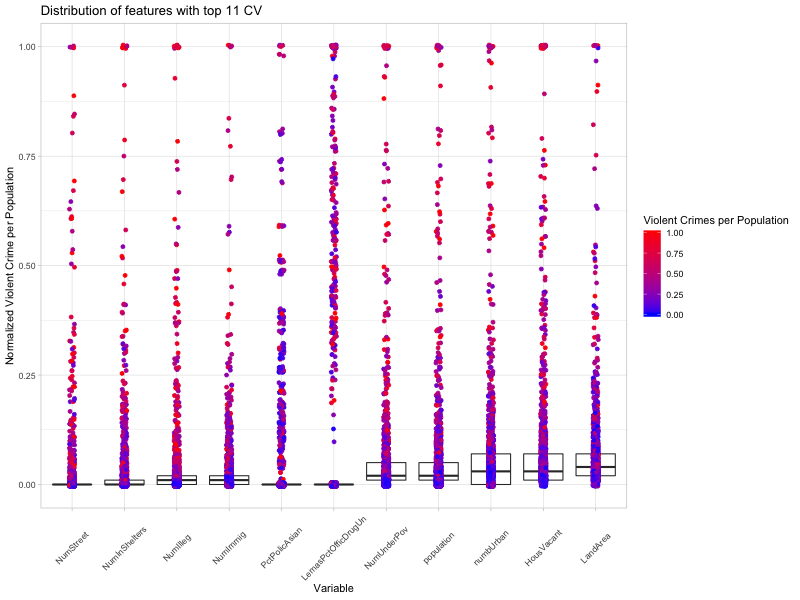 Distribution of features with top 11 CV
Normalized Violent Crime per Population
1.00
0.75
0.50
0.25
0.00
NumStreet
NumInShelters
NumIlleg
NumImmig
PctPolicAsian
LemasPctOfficDrugUn
NumUnderPov
population
numbUrban
HousVacant
LandArea
Variable
Violent Crimes per Population
1.00
0.75
0.50
0.25
0.00